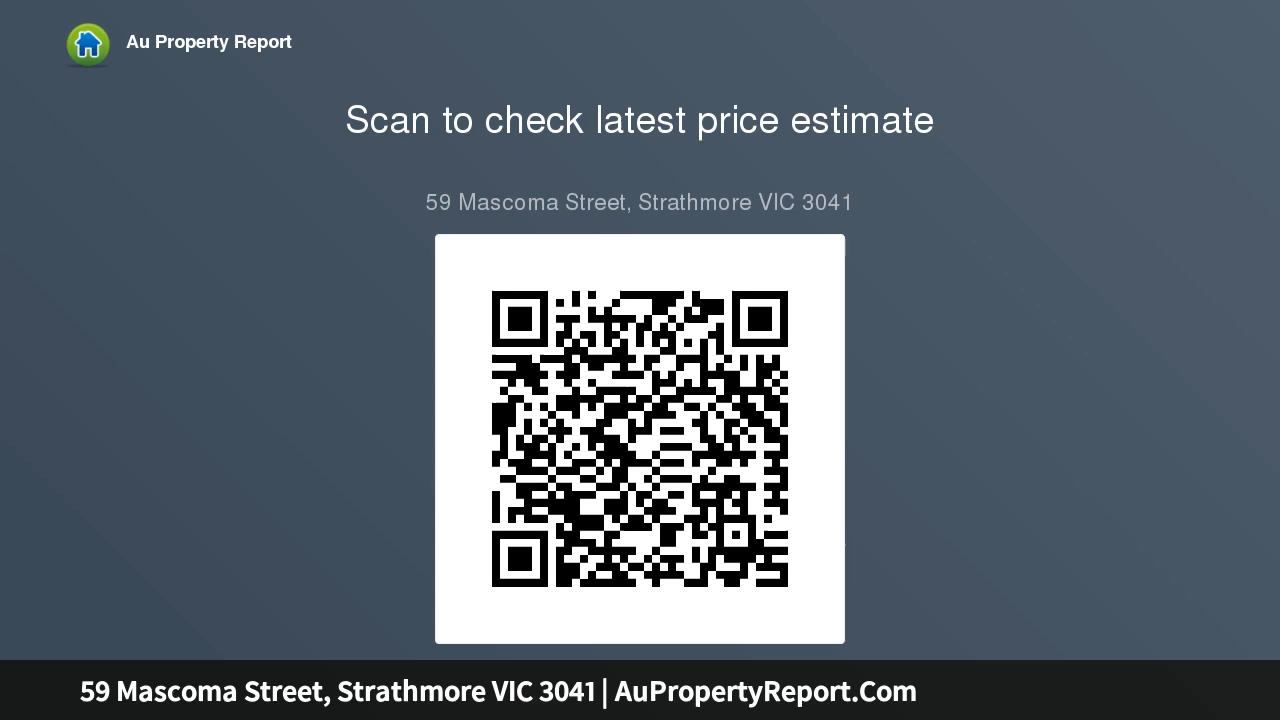 Au Property Report
Scan to check latest price estimate
59 Mascoma Street, Strathmore VIC 3041
59 Mascoma Street, Strathmore VIC 3041 | AuPropertyReport.Com